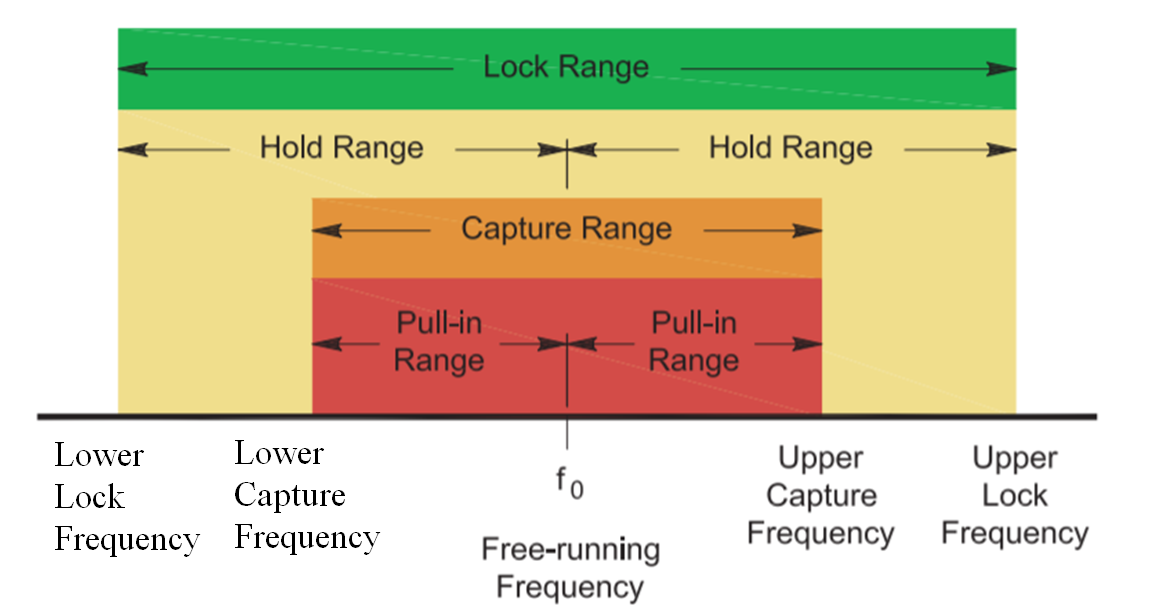 Lock Range
Hold Range
Hold Range
Capture Range
Pull-in
Range
Pull-in
Range
Lower
Lock
Frequency
Lower
Capture
Frequency
f0
Free-running
Frequency
Upper
Capture
Frequency
Upper
Lock
Frequency